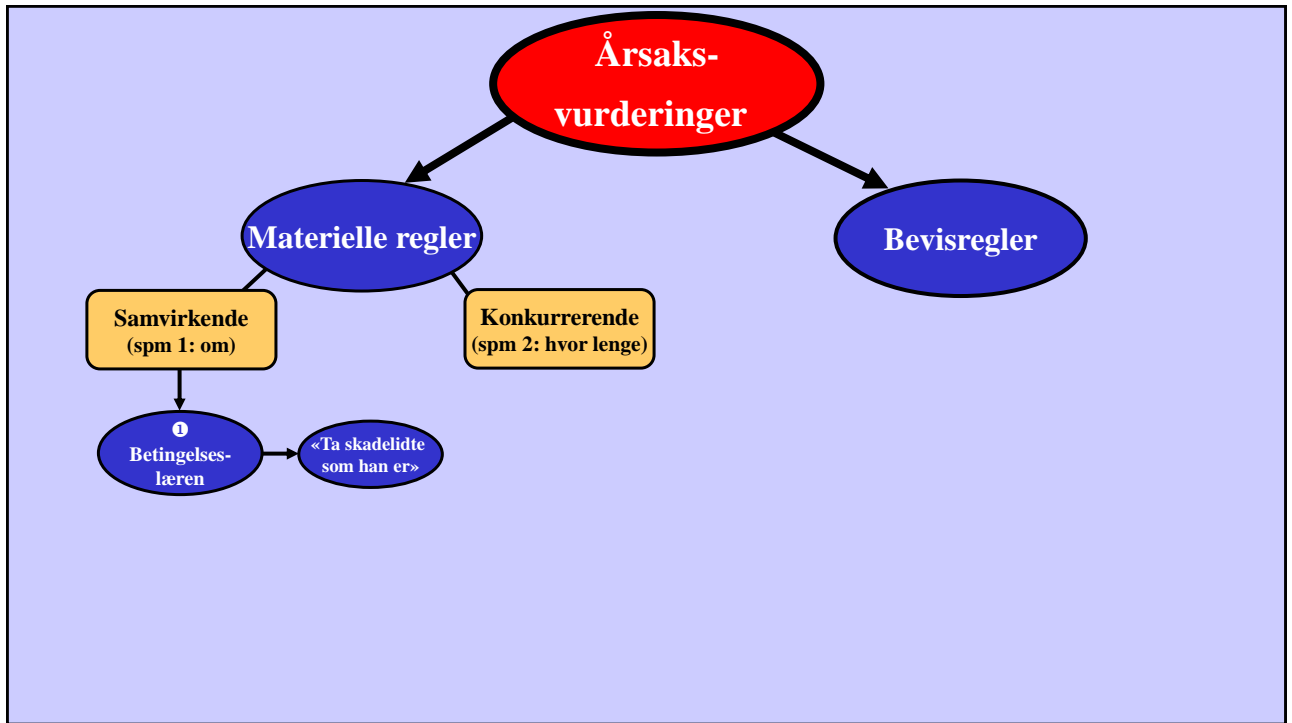 Årsaks-
vurderinger
Materielle regler
Bevisregler
Samvirkende
(spm 1: om)
Konkurrerende
(spm 2: hvor lenge)
❶
Betingelses-
læren
«Ta skadelidte
som han er»